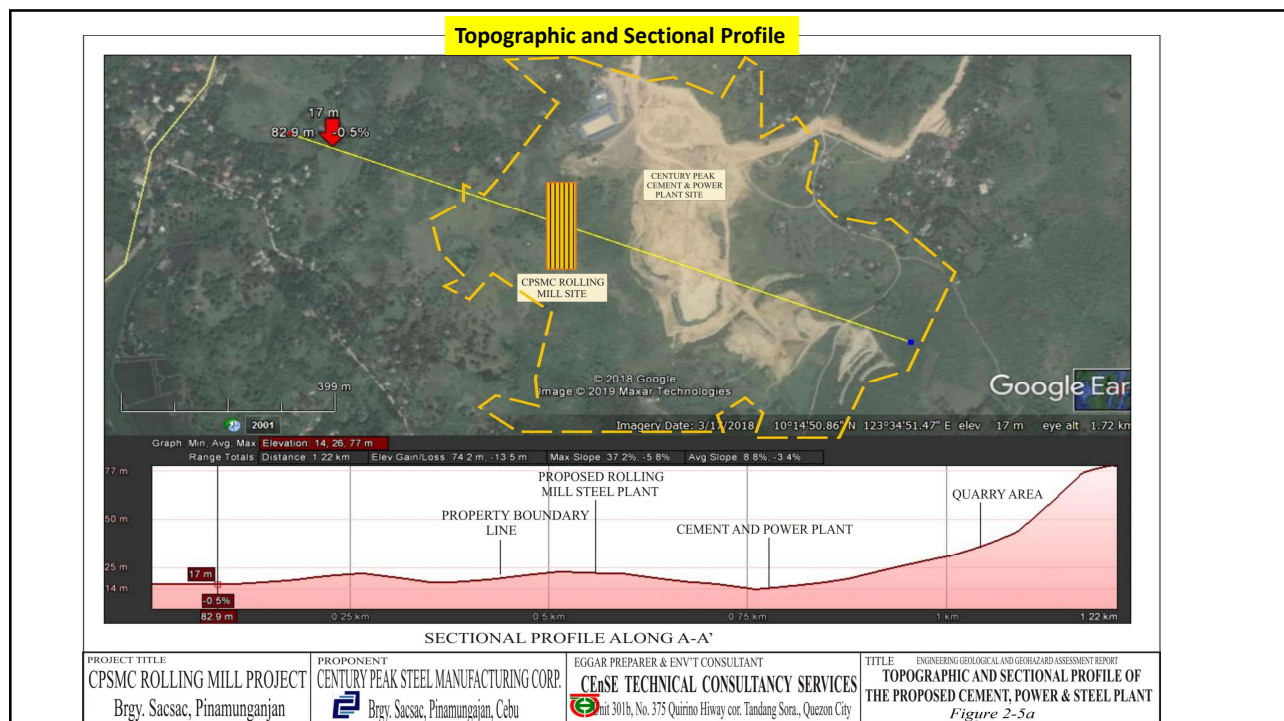 Topographic and Sectional Profile
17 m
82.9 m -0.5%
CENTURY PEAK
CEMENT & POWER
PLANT SITE
CPSMC ROLLING
MILL SITE
399 m
© 2018 Google
Image © 2019 Maxar Technologies
Google Ear
2001
Imagery Date: 3/17/2018 10°14'50.86" N 123°34'51.47" E elev 17 m eye alt 1.72 km
Graph: Min, Avg, Max Elevation: 14, 26, 77 m
Range Totals: Distance: 1.22 km Elev Gain/Loss: 74.2 m, -13.5 m Max Slope: 37.2%, -5.8% Avg Slope: 8.8%, -3.4%
77 m
50 m
25 m
14 m
PROPERTY BOUNDARY
LINE
PROPOSED ROLLING
MILL STEEL PLANT
CEMENT AND POWER PLANT
QUARRY AREA
17 m
-0.5%
82.9 m
0.25 km
0.5 km
0.75 km
1 km
1.22 km
SECTIONAL PROFILE ALONG A-A'
PROJECT TITLE
CPSMC ROLLING MILL PROJECT
Brgy. Sacsac, Pinamunganjan
PROPONENT
CENTURY PEAK STEEL MANUFACTURING CORP.
Brgy. Sacsac, Pinamungajan, Cebu
EGGAR PREPARER & ENV'T CONSULTANT
CEnSE TECHNICAL CONSULTANCY SERVICES
Unit 301b, No. 375 Quirino Hiway cor. Tandang Sora., Quezon City
TITLE ENGINEERING GEOLOGICAL AND GEOHAZARD ASSESSMENT REPORT
TOPOGRAPHIC AND SECTIONAL PROFILE OF
THE PROPOSED CEMENT, POWER & STEEL PLANT
Figure 2-5a